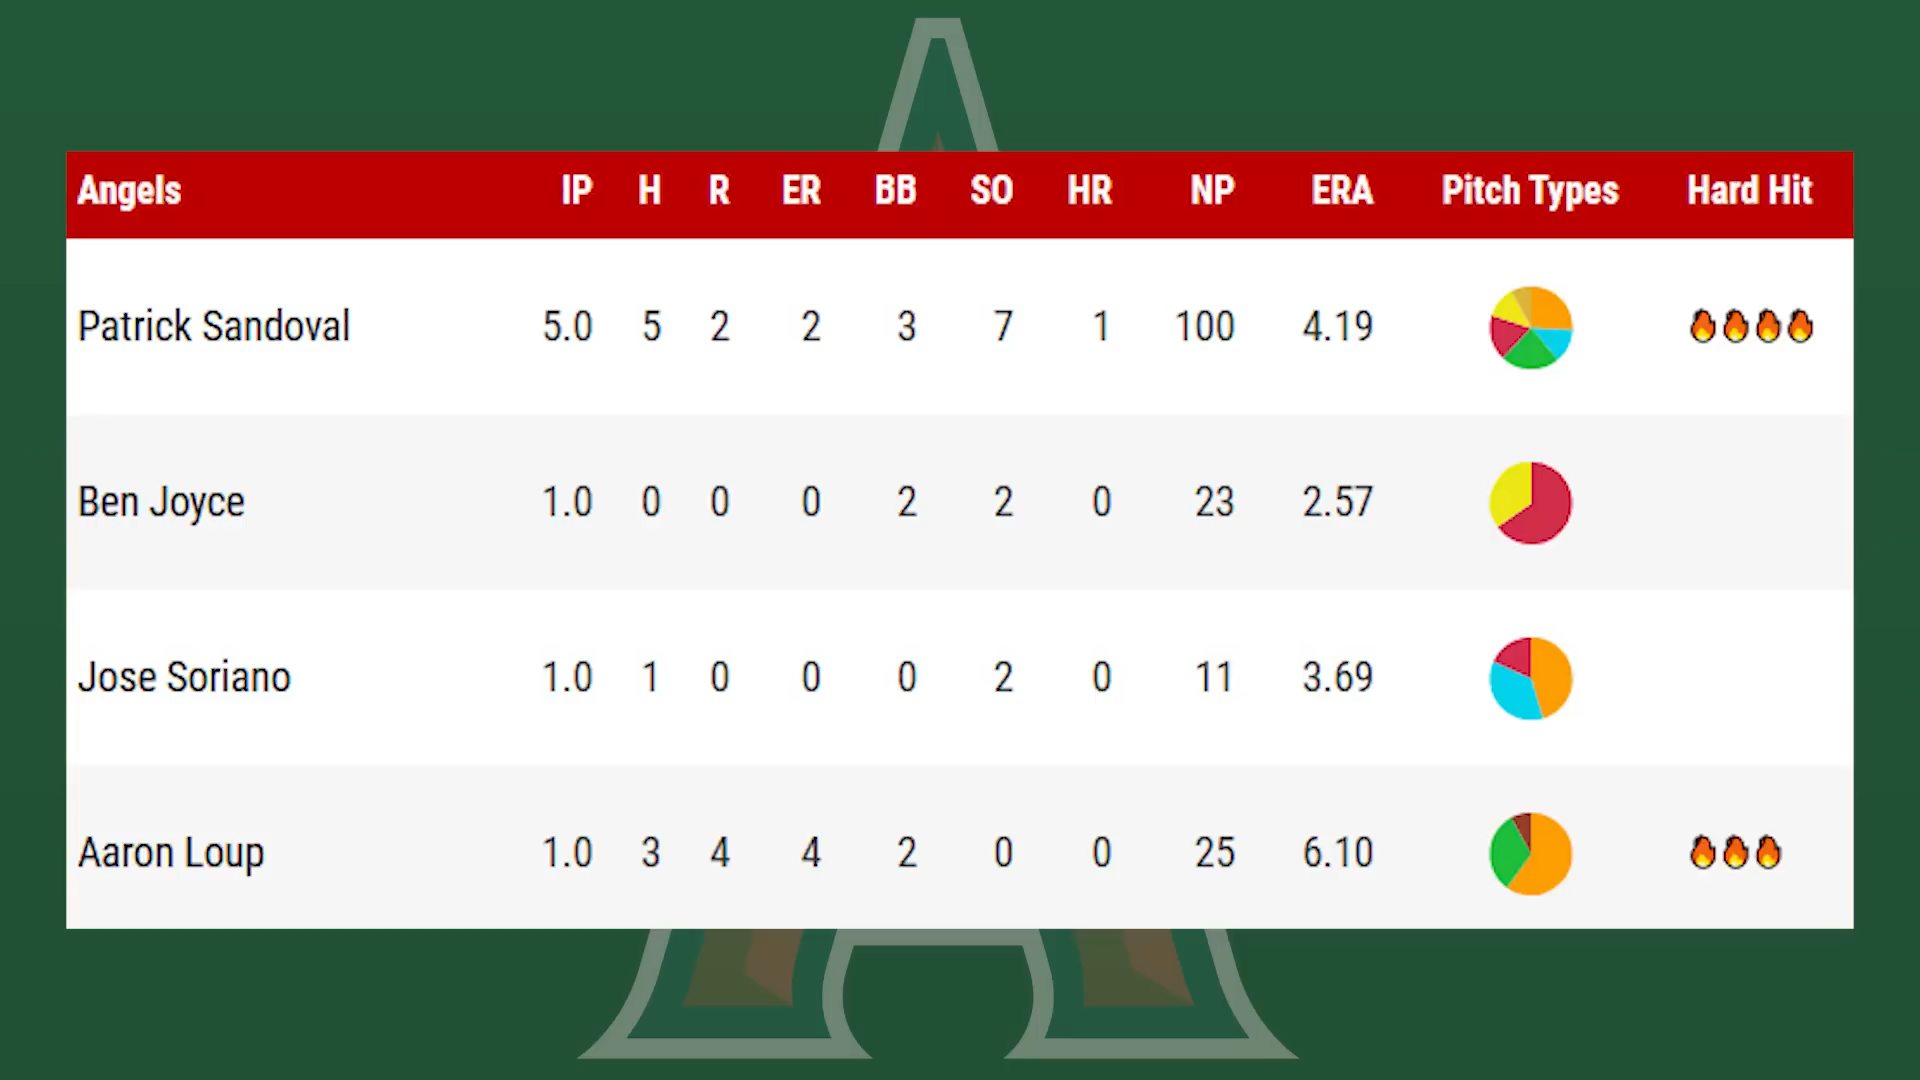 Angels IP H R ER BB SO HR NP ERA Pitch Types Hard Hit
Patrick Sandoval 5.0 5 2 2 3 7 1 100 4.19
Ben Joyce 1.0 0 0 0 2 2 0 23 2.57
Jose Soriano 1.0 1 0 0 0 2 0 11 3.69
Aaron Loup 1.0 3 4 4 2 0 0 25 6.10